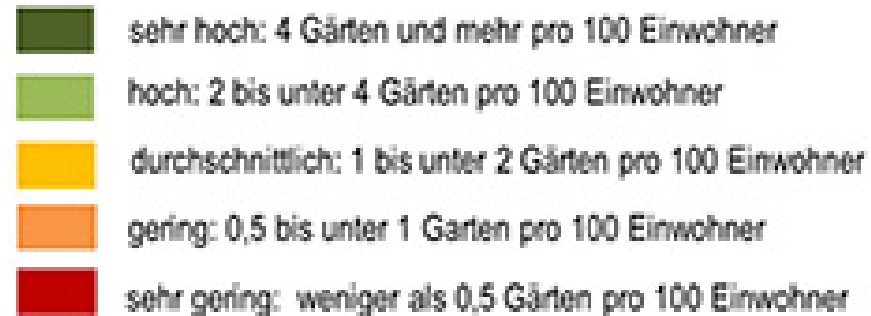 sehr hoch: 4 Gärten und mehr pro 100 Einwohner
hoch: 2 bis unter 4 Gärten pro 100 Einwohner
durchschnittlich: 1 bis unter 2 Gärten pro 100 Einwohner
gering: 0,5 bis unter 1 Garten pro 100 Einwohner
sehr gering: weniger als 0,5 Gärten pro 100 Einwohner